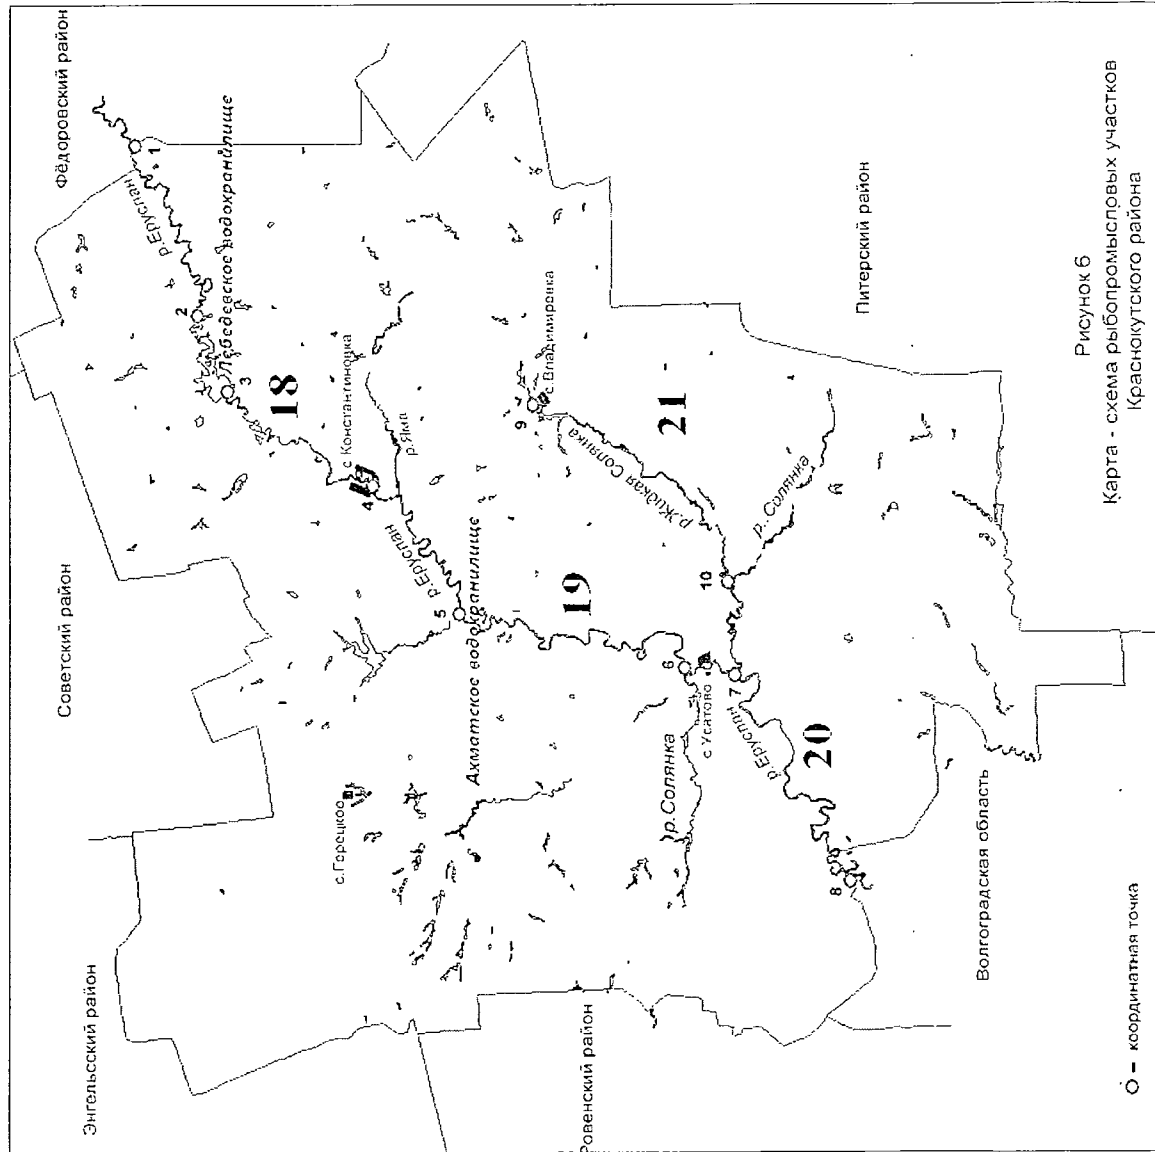 Рисунок 6
Карта - схема рыбопромысловых участков
Краснокутского района
Энгельсский район
Советский район
Фёдоровский район
Ровенский район
Волгоградская область
Питерский район
р.Еруслан
1
2
Лебедевское водохранилище
3
18
с Константиновка
4
р.Яма
р.Еруслан
5
Ахматское водохранилище
с.Горецкое
19
6
с Усатово
7
р.Солянка
р.Еруслан
20
8
9
с.Владимировка
21
р.Жидкая Солянка
10
р..Солянка
О – координатная точка